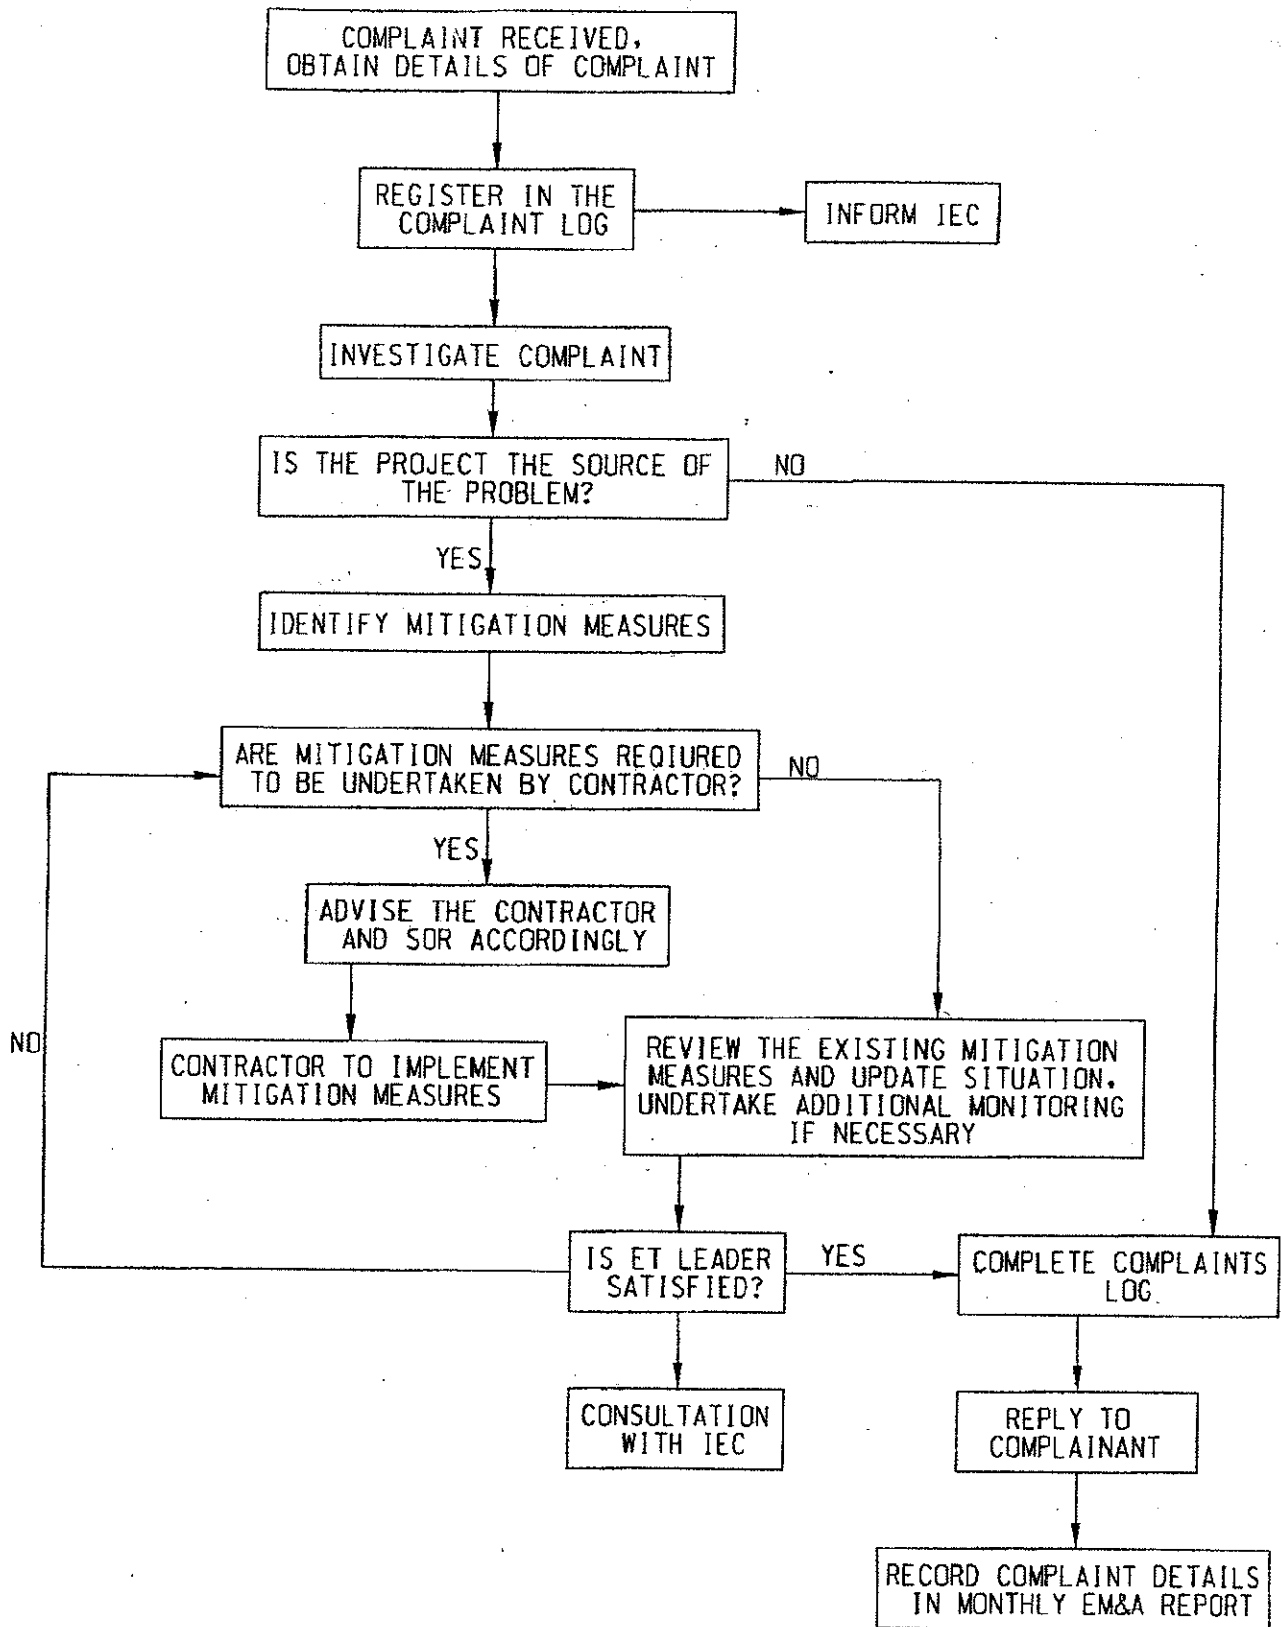 COMPLAINT RECEIVED,
OBTAIN DETAILS OF COMPLAINT
REGISTER IN THE
COMPLAINT LOG
INFORM IEC
INVESTIGATE COMPLAINT
IS THE PROJECT THE SOURCE OF
THE PROBLEM?
NO
YES
IDENTIFY MITIGATION MEASURES
ARE MITIGATION MEASURES REQIURED
TO BE UNDERTAKEN BY CONTRACTOR?
NO
YES
ADVISE THE CONTRACTOR
AND SOR ACCORDINGLY
NO
CONTRACTOR TO IMPLEMENT
MITIGATION MEASURES
REVIEW THE EXISTING MITIGATION
MEASURES AND UPDATE SITUATION.
UNDERTAKE ADDITIONAL MONITORING
IF NECESSARY
IS ET LEADER
SATISFIED?
YES
COMPLETE COMPLAINTS
LOG
CONSULTATION
WITH IEC
REPLY TO
COMPLAINANT
RECORD COMPLAINT DETAILS
IN MONTHLY EM&A REPORT